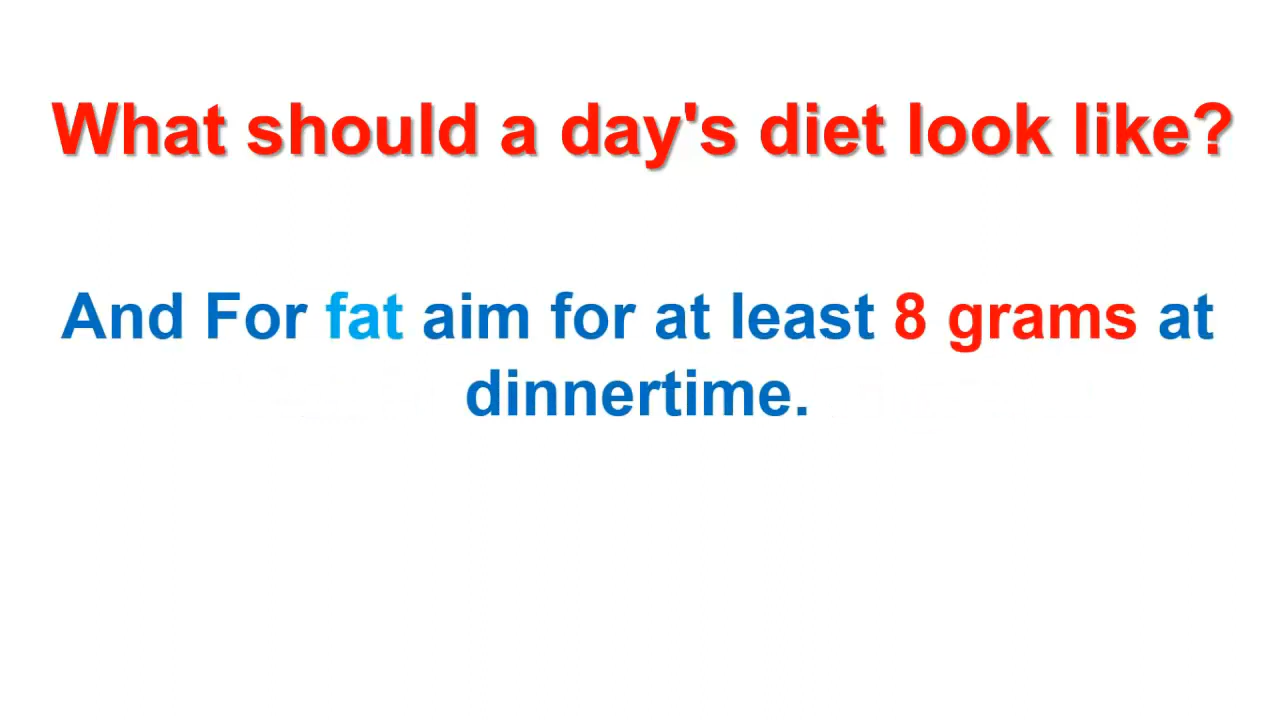 What should a day's diet look like?
And For fat aim for at least 8 grams at
dinnertime.